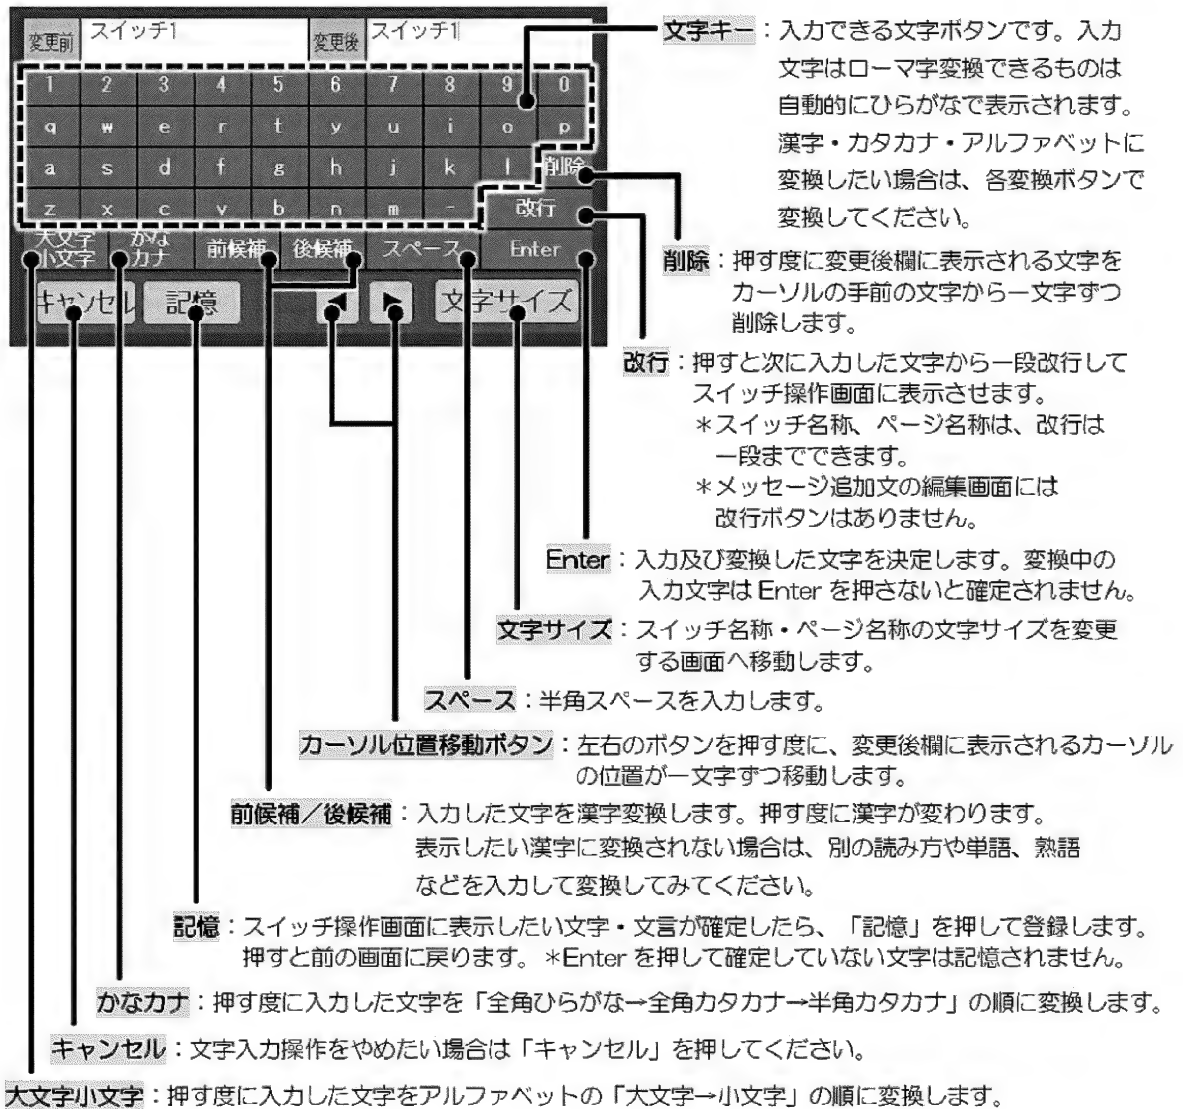 変更前 スイッチ1 変更後 スイッチ1
1 2 3 4 5 6 7 8 9 0
q w e r t y u i o p
a s d f g h j k l 削除
z x c v b n m - 改行
大文字小文字 かなカナ 前候補 後候補 スペース Enter
キャンセル 記憶 ◀ ▶ 文字サイズ
文字キー：入力できる文字ボタンです。入力
文字はローマ字変換できるものは
自動的にひらがなで表示されます。
漢字・カタカナ・アルファベットに
変換したい場合は、各変換ボタンで
変換してください。
削除：押す度に変更後欄に表示される文字を
カーソルの手前の文字から一文字ずつ
削除します。
改行：押すと次に入力した文字から一段改行して
スイッチ操作画面に表示させます。
＊スイッチ名称、ページ名称は、改行は
一段までできます。
＊メッセージ追加文の編集画面には
改行ボタンはありません。
Enter：入力及び変換した文字を決定します。変換中の
入力文字は Enter を押さないと確定されません。
文字サイズ：スイッチ名称・ページ名称の文字サイズを変更
する画面へ移動します。
スペース：半角スペースを入力します。
カーソル位置移動ボタン：左右のボタンを押す度に、変更後欄に表示されるカーソル
の位置が一文字ずつ移動します。
前候補／後候補：入力した文字を漢字変換します。押す度に漢字が変わります。
表示したい漢字に変換されない場合は、別の読み方や単語、熟語
などを入力して変換してみてください。
記憶：スイッチ操作画面に表示したい文字・文言が確定したら、「記憶」を押して登録します。
押すと前の画面に戻ります。＊Enter を押して確定していない文字は記憶されません。
かなカナ：押す度に入力した文字を「全角ひらがな→全角カタカナ→半角カタカナ」の順に変換します。
キャンセル：文字入力操作をやめたい場合は「キャンセル」を押してください。
大文字小文字：押す度に入力した文字をアルファベットの「大文字→小文字」の順に変換します。